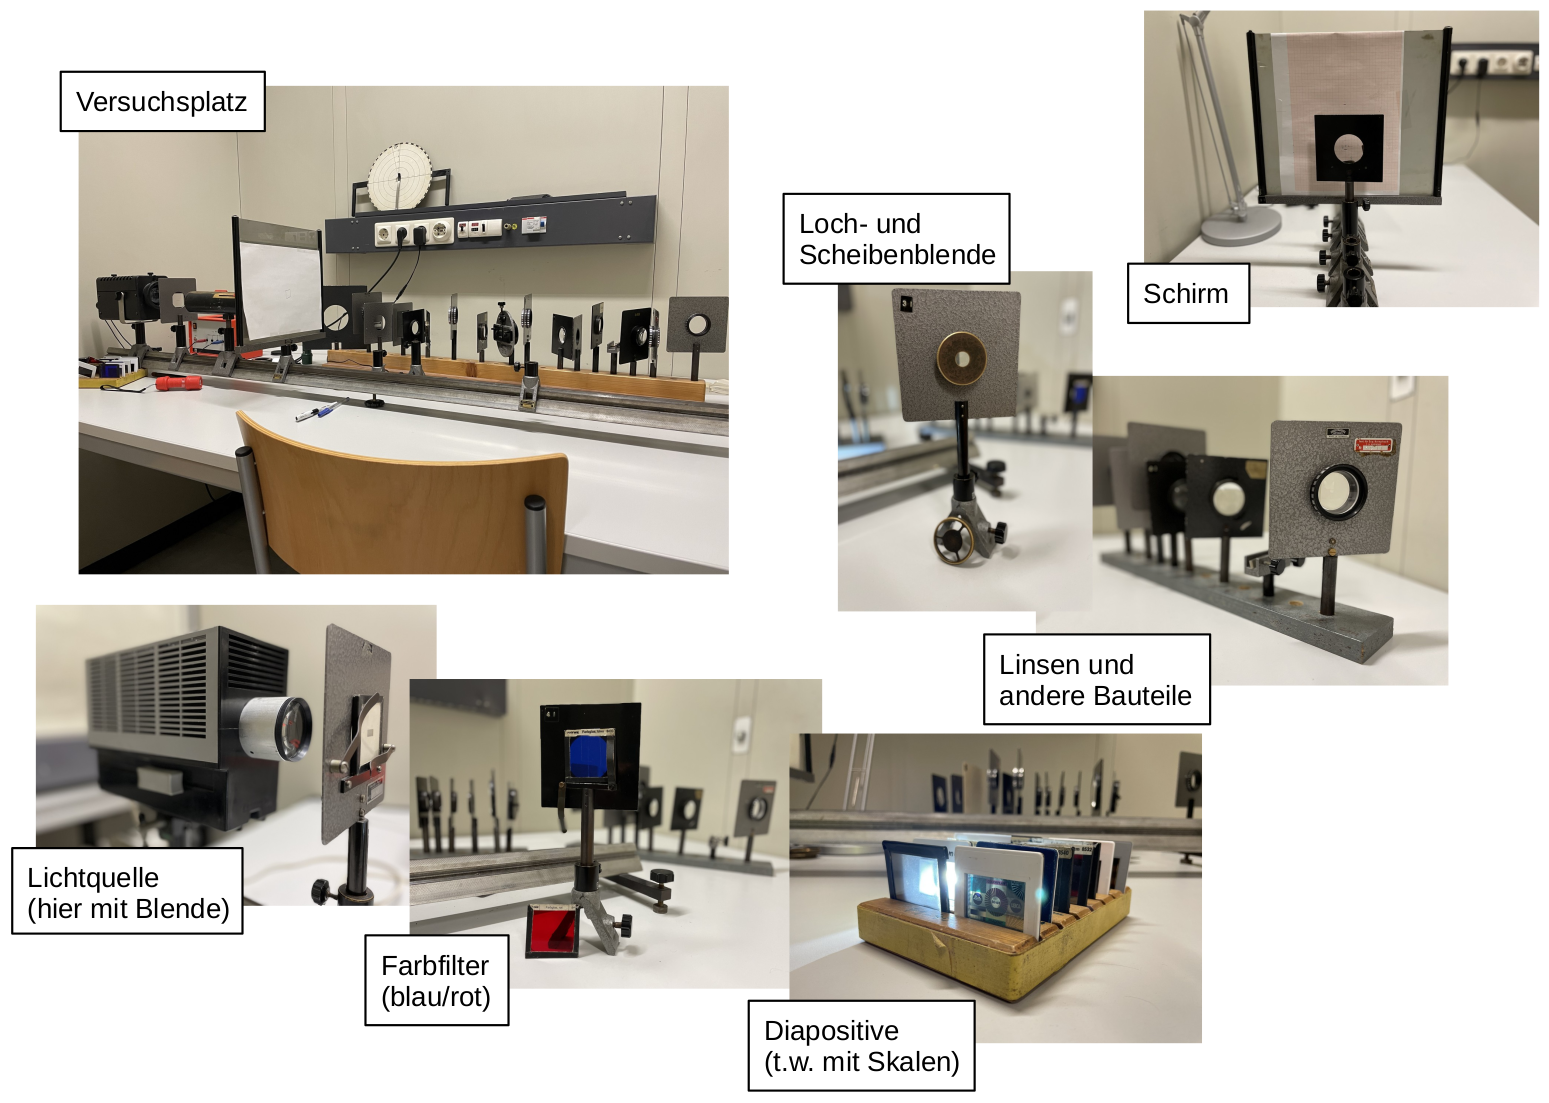 Versuchsplatz
Loch- und
Scheibenblende
Schirm
Linsen und
andere Bauteile
Lichtquelle
(hier mit Blende)
Farbfilter
(blau/rot)
Diapositive
(t.w. mit Skalen)